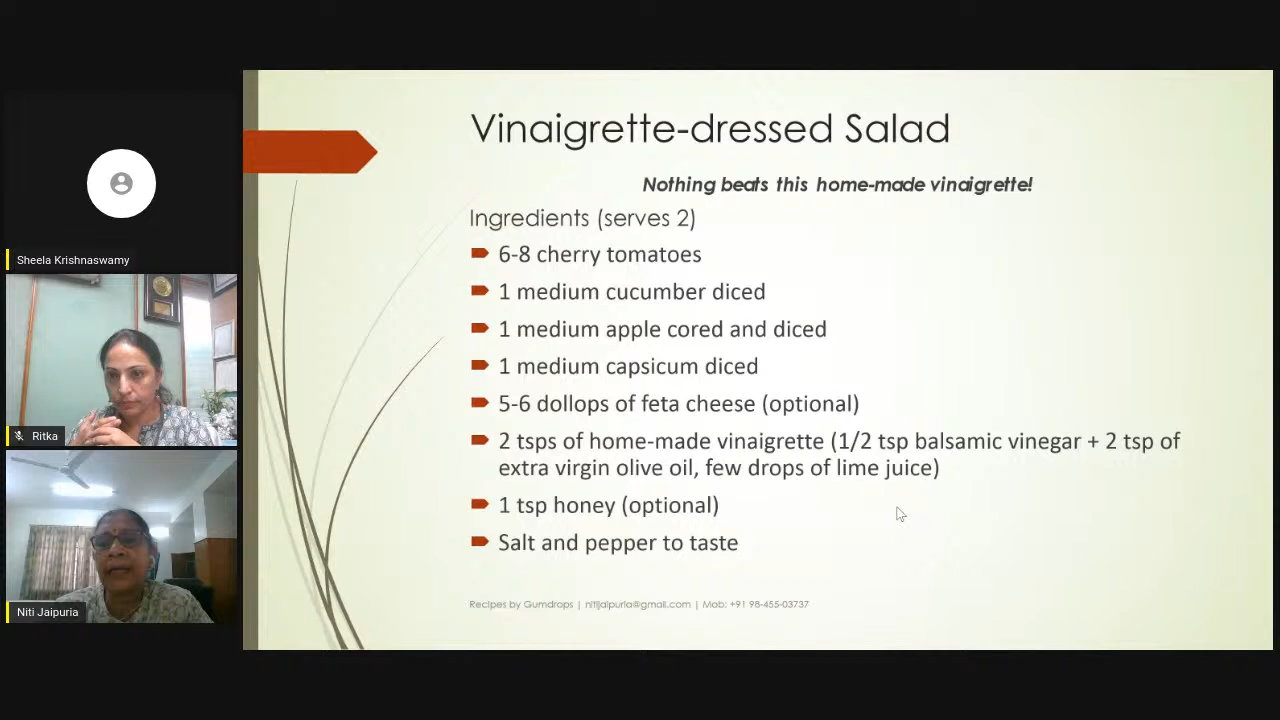 Vinaigrette-dressed Salad
Nothing beats this home-made vinaigrette!
Ingredients (serves 2)
6-8 cherry tomatoes
1 medium cucumber diced
1 medium apple cored and diced
1 medium capsicum diced
5-6 dollops of feta cheese (optional)
2 tsps of home-made vinaigrette (1/2 tsp balsamic vinegar + 2 tsp of
extra virgin olive oil, few drops of lime juice)
1 tsp honey (optional)
Salt and pepper to taste
Recipes by Gumdrops | nitijaipuria@gmail.com | Mob: +91 98-455-03737
Sheela Krishnaswamy
Ritka
Niti Jaipuria